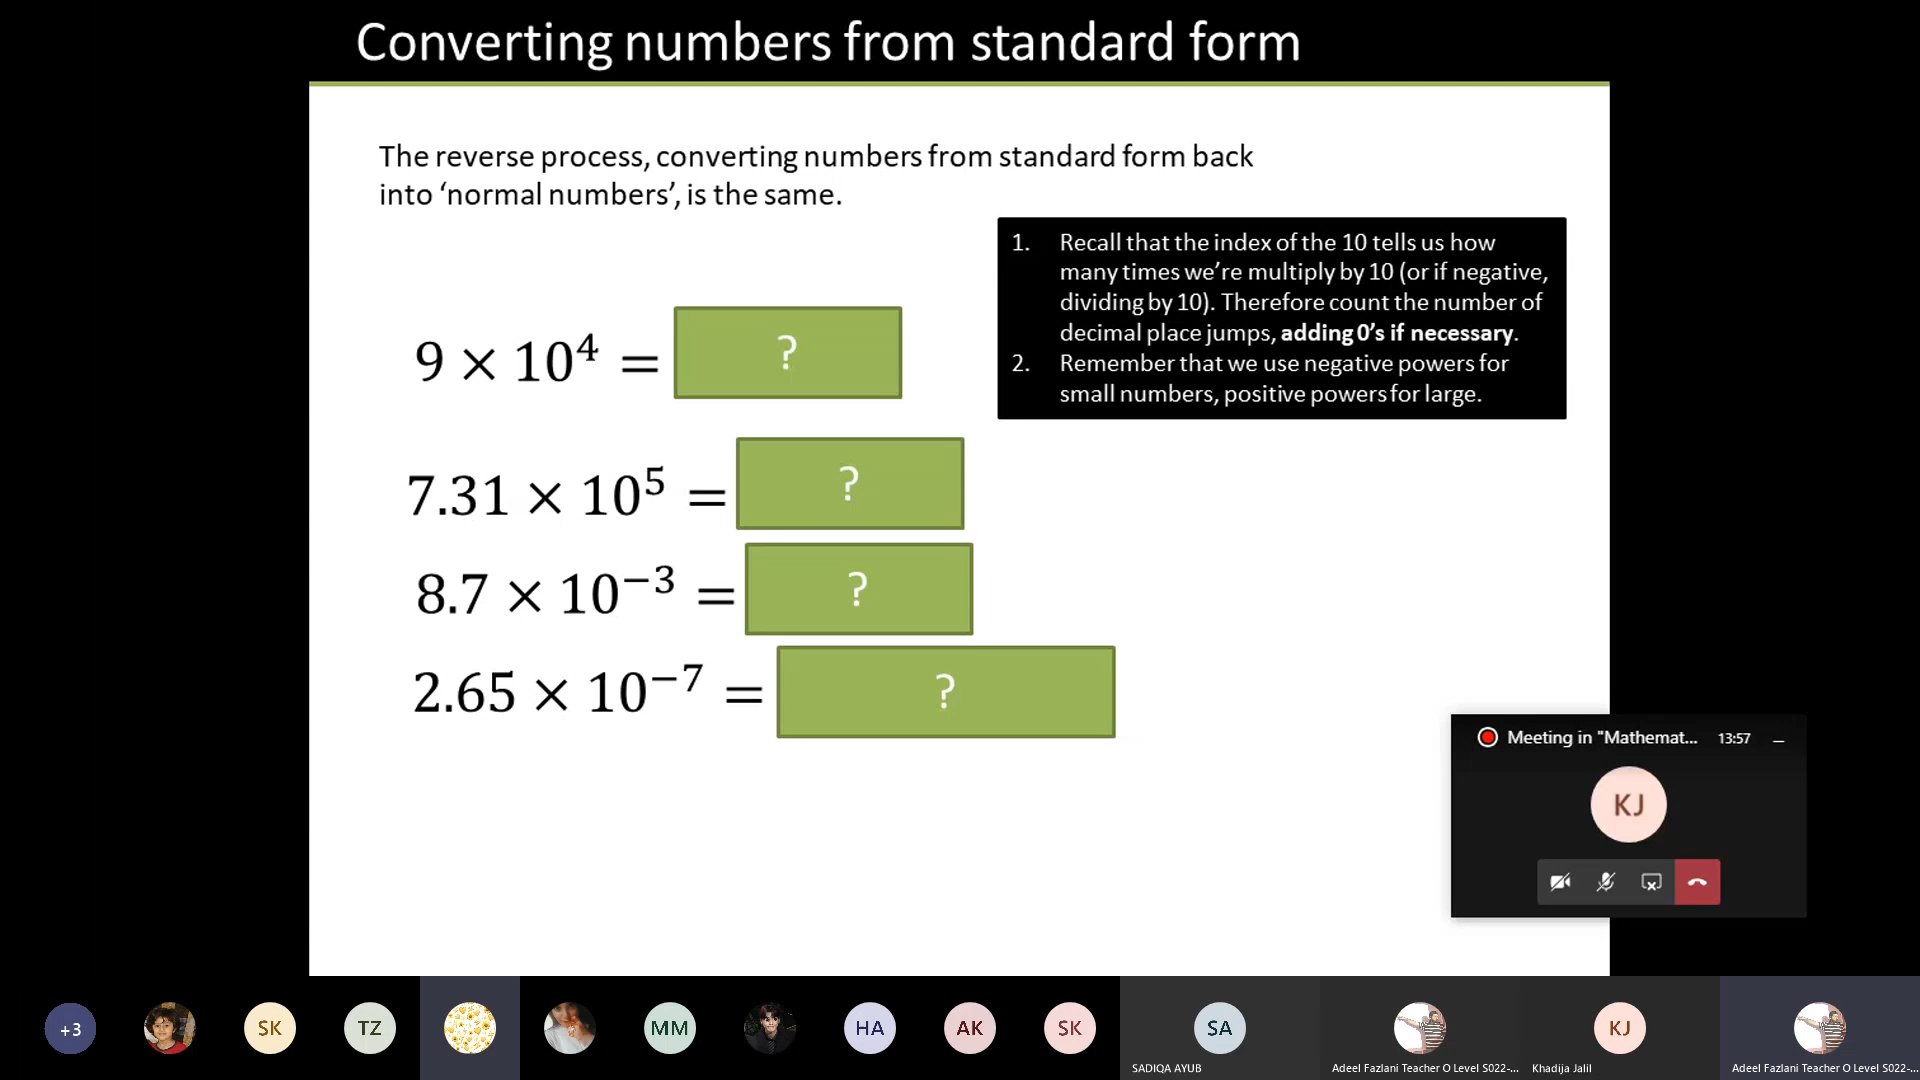 Converting numbers from standard form
The reverse process, converting numbers from standard form back
into ‘normal numbers’, is the same.
1. Recall that the index of the 10 tells us how
many times we’re multiply by 10 (or if negative,
dividing by 10). Therefore count the number of
decimal place jumps, adding 0’s if necessary.
2. Remember that we use negative powers for
small numbers, positive powers for large.
9 × 10⁴ = ?
7.31 × 10⁵ = ?
8.7 × 10⁻³ = ?
2.65 × 10⁻⁷ = ?
Meeting in "Mathemat... 13:57
KJ
+3 SK TZ MM HA AK SK SA KJ
SADIQA AYUB Adeel Fazlani Teacher O Level S022-... Khadija Jalil Adeel Fazlani Teacher O Level S022-...